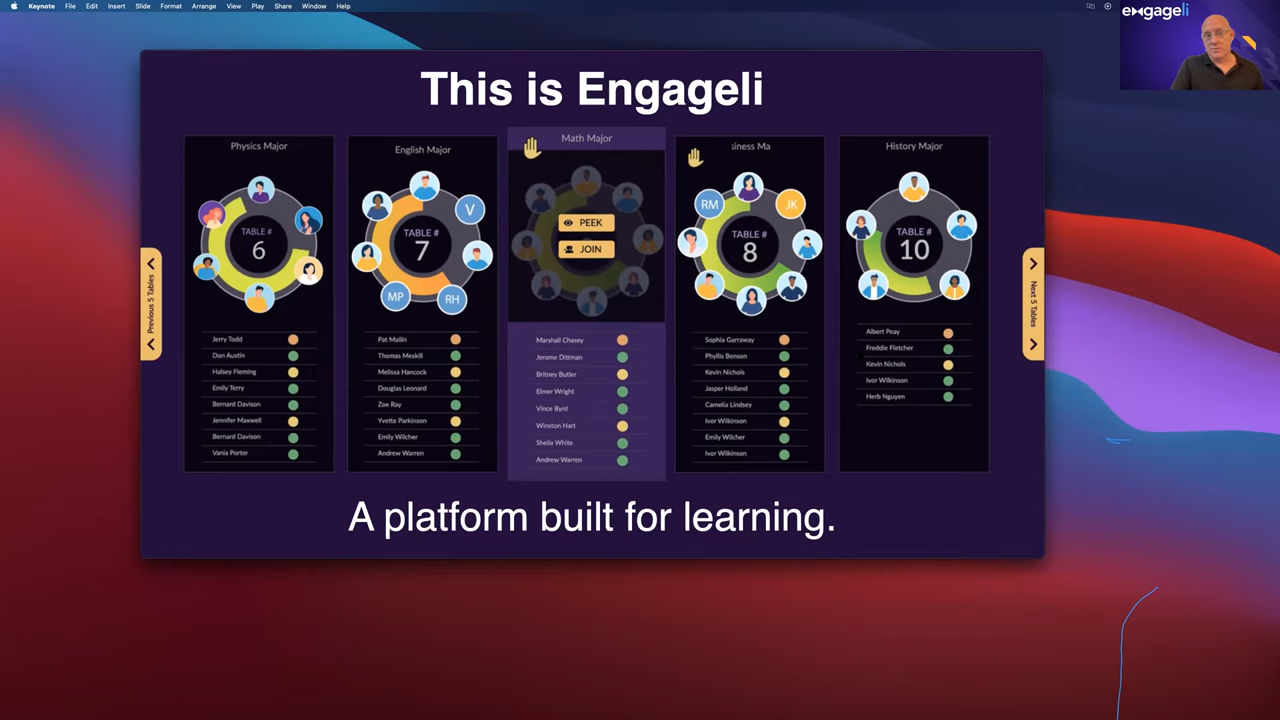 Keynote File Edit Insert Slide Format Arrange View Play Share Window Help
engageli
This is Engageli
Physics Major
TABLE #
6
Jerry Todd
Don Austin
Halsey Fleming
Emily Terry
Bernard Davison
Jennifer Maxwell
Bernard Davison
Vania Porter
English Major
V
TABLE #
7
MP
RH
Pat Mallin
Thomas Meskill
Melissa Hancock
Douglas Leonard
Zoe Ray
Yvette Parkinson
Emily Wilcher
Andrew Warren
Math Major
PEEK
JOIN
Marshall Chasey
Jerome Dittman
Britney Butler
Elmer Wright
Vince Byrd
Winston Hart
Sheila White
Andrew Warren
siness Ma
RM
JK
TABLE #
8
Sophia Garraway
Phyllis Benson
Kevin Nichols
Jasper Holland
Camelia Lindsey
Ivor Wilkinson
Emily Wilcher
Ivor Wilkinson
History Major
TABLE #
10
Albert Peay
Freddie Fletcher
Kevin Nichols
Ivor Wilkinson
Herb Nguyen
Previous 5 Tables
Next 5 Tables
A platform built for learning.